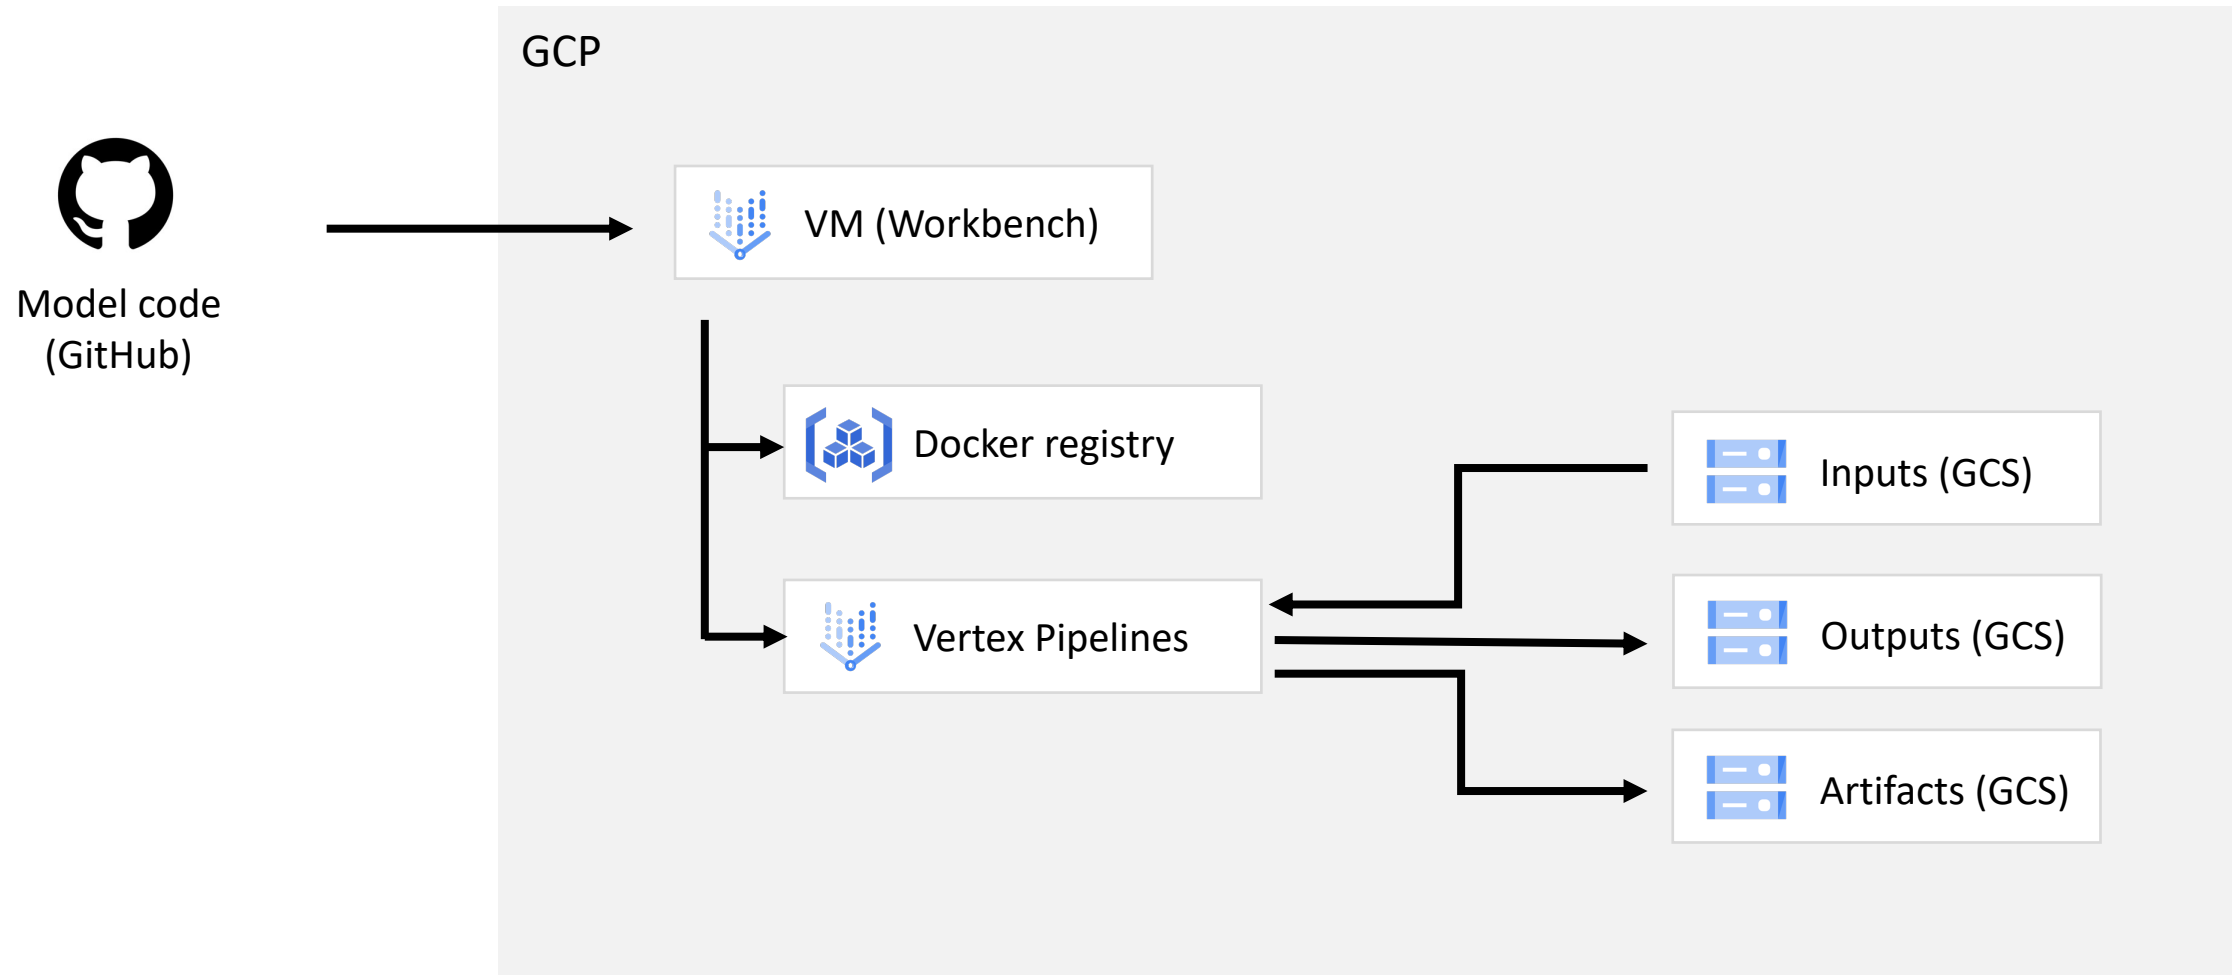 GCP
Model code
(GitHub)
VM (Workbench)
Docker registry
Vertex Pipelines
Inputs (GCS)
Outputs (GCS)
Artifacts (GCS)